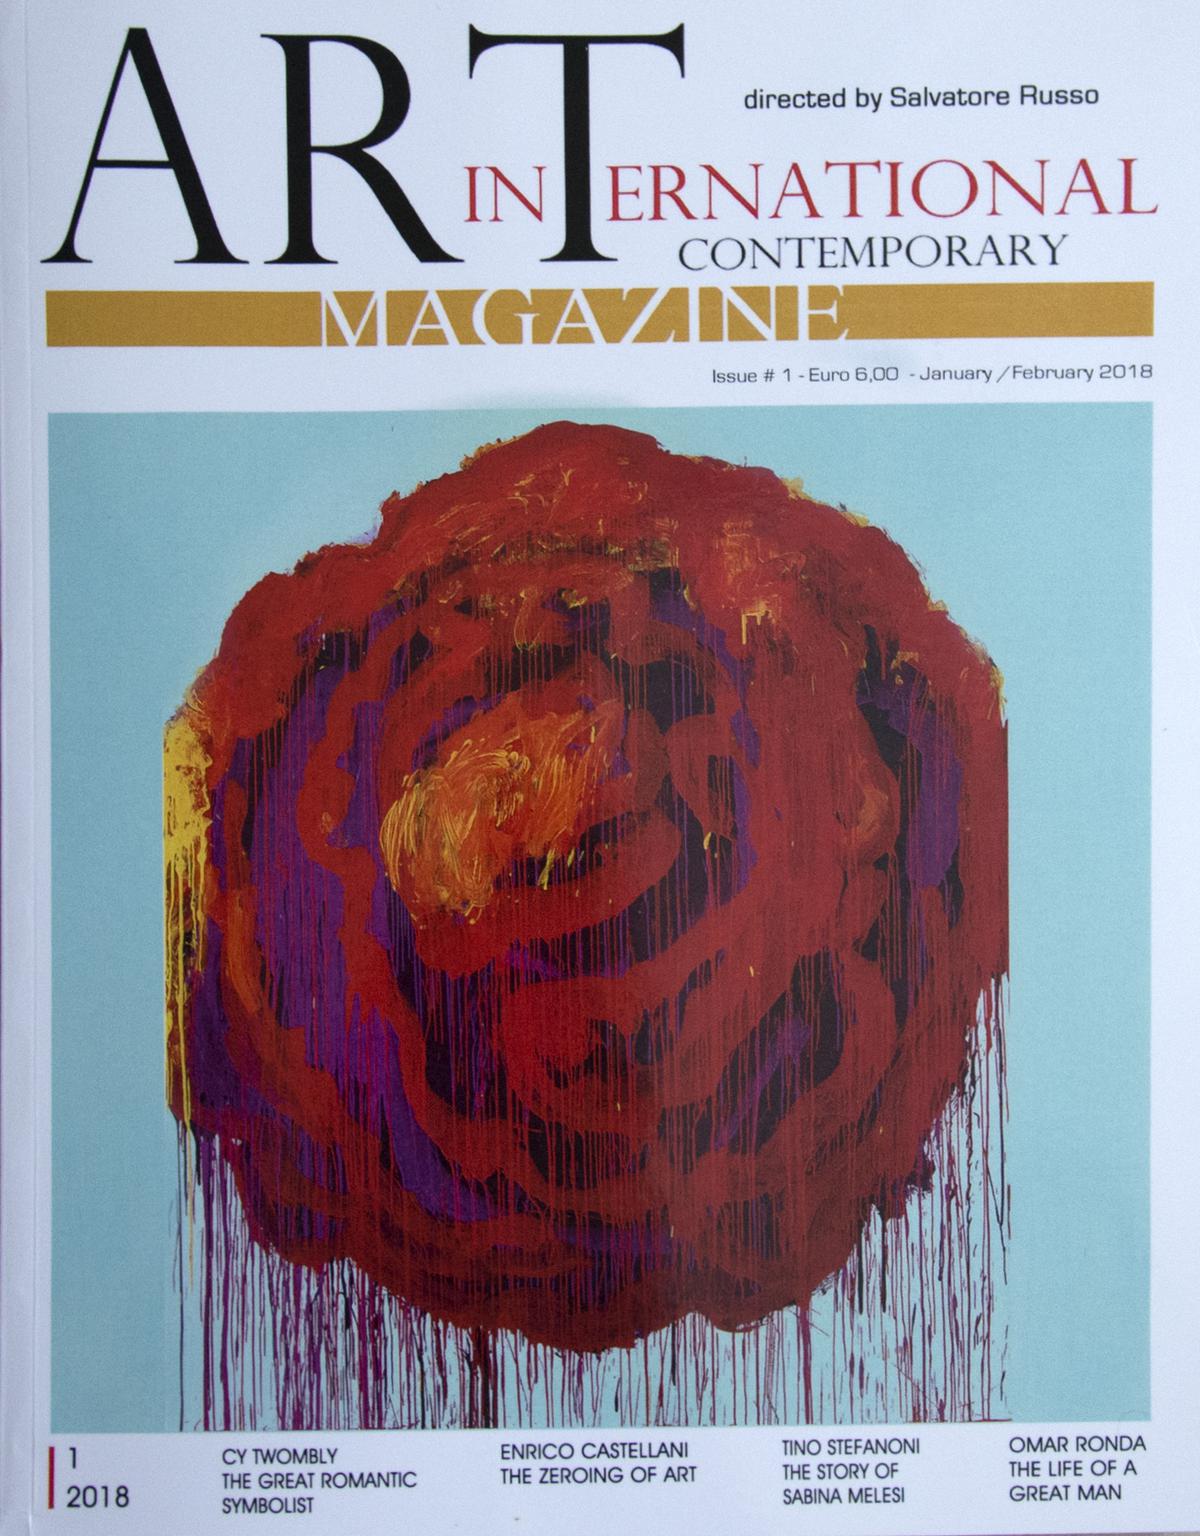 ART
directed by Salvatore Russo
INTERNATIONAL
CONTEMPORARY
MAGAZINE
Issue # 1 - Euro 6,00 - January / February 2018
1
2018
CY TWOMBLY
THE GREAT ROMANTIC
SYMBOLIST
ENRICO CASTELLANI
THE ZEROING OF ART
TINO STEFANONI
THE STORY OF
SABINA MELESI
OMAR RONDA
THE LIFE OF A
GREAT MAN